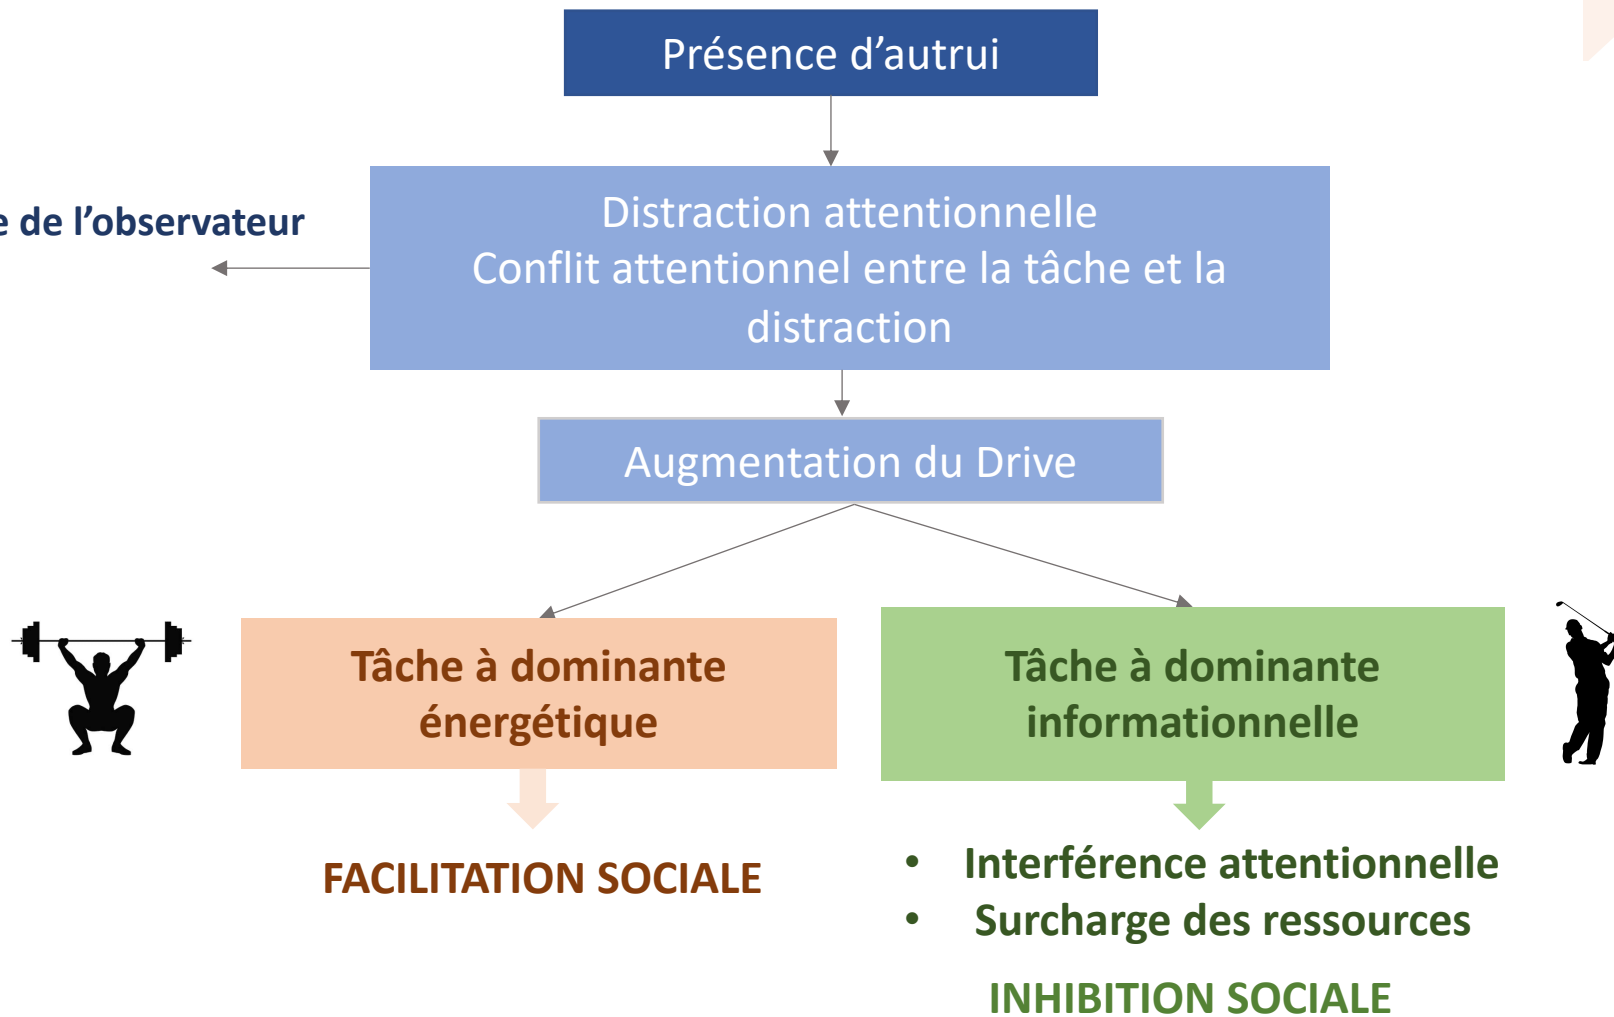 Présence d’autrui
e de l’observateur
Distraction attentionnelle
Conflit attentionnel entre la tâche et la
distraction
Augmentation du Drive
Tâche à dominante
énergétique
Tâche à dominante
informationnelle
FACILITATION SOCIALE
• Interférence attentionnelle
• Surcharge des ressources
INHIBITION SOCIALE